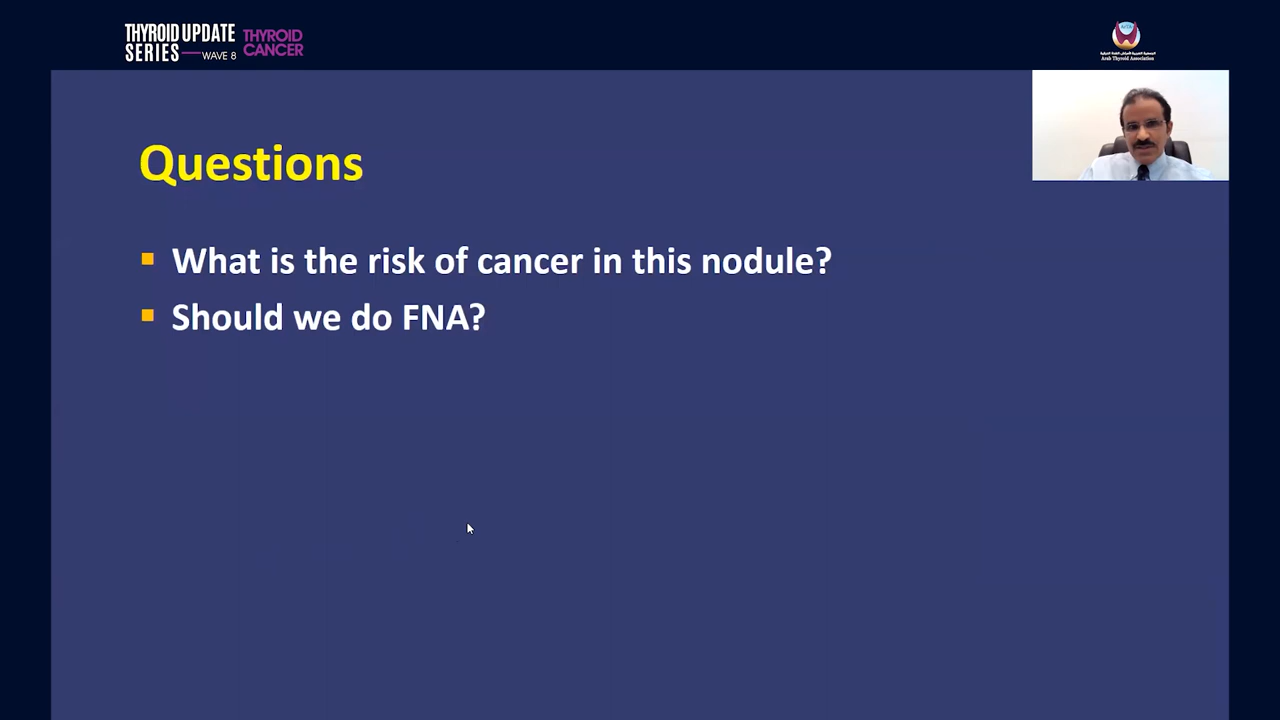 THYROID UPDATE
SERIES WAVE 8
THYROID
CANCER
Arab Thyroid Association
Questions
What is the risk of cancer in this nodule?
Should we do FNA?